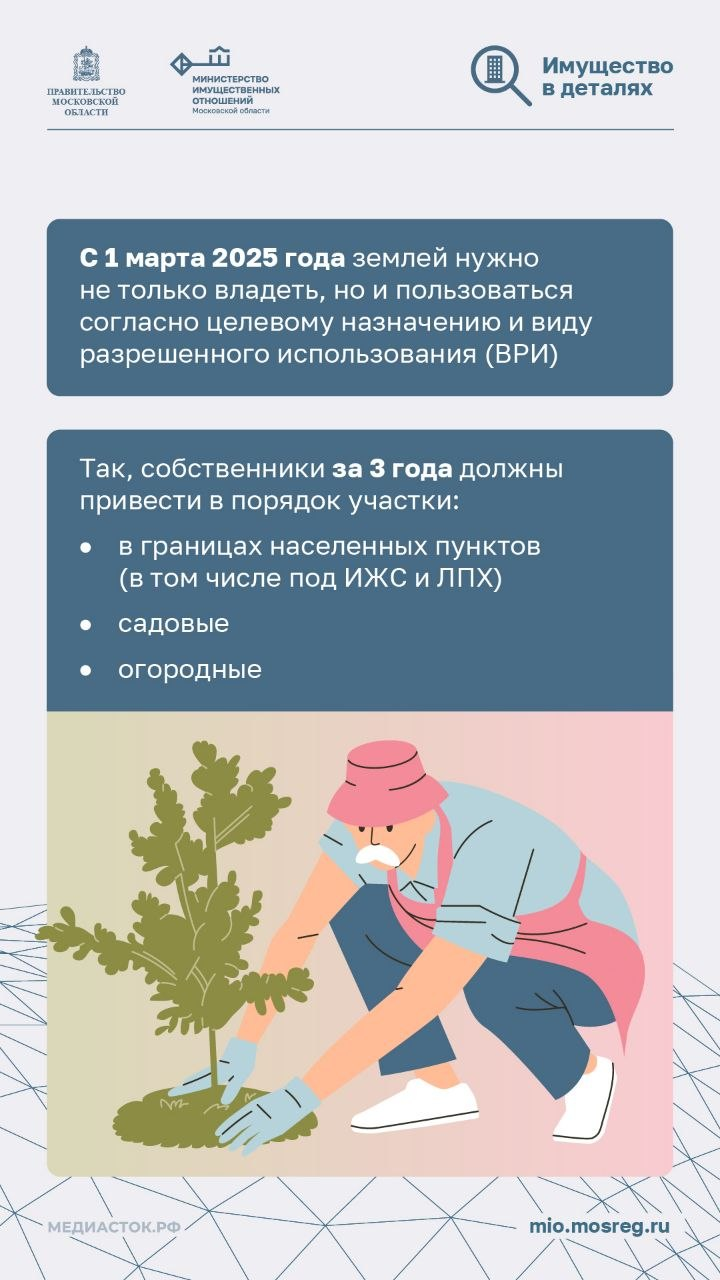 ПРАВИТЕЛЬСТВО
МОСКОВСКОЙ
ОБЛАСТИ
МИНИСТЕРСТВО
ИМУЩЕСТВЕННЫХ
ОТНОШЕНИЙ
Московской области
Имущество
в деталях
С 1 марта 2025 года землей нужно
не только владеть, но и пользоваться
согласно целевому назначению и виду
разрешенного использования (ВРИ)
Так, собственники за 3 года должны
привести в порядок участки:
• в границах населенных пунктов
(в том числе под ИЖС и ЛПХ)
• садовые
• огородные
МЕДИАСТОК.РФ
mio.mosreg.ru